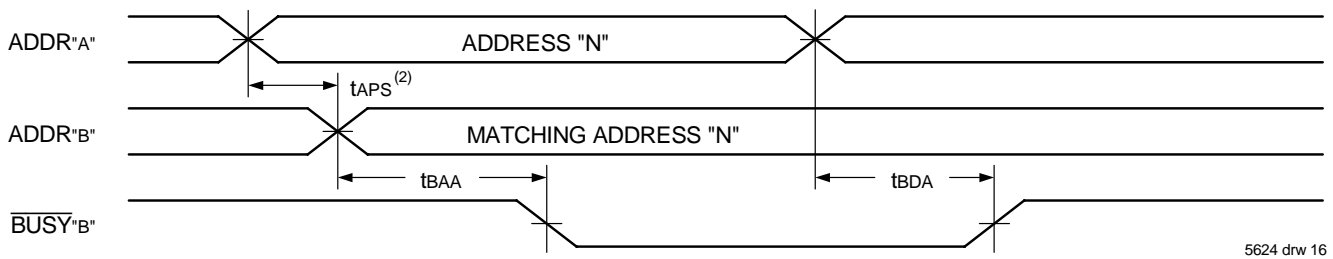 ADDR"A"
ADDRESS "N"
tAPS(2)
ADDR"B"
MATCHING ADDRESS "N"
tBAA
tBDA
BUSY"B"
5624 drw 16